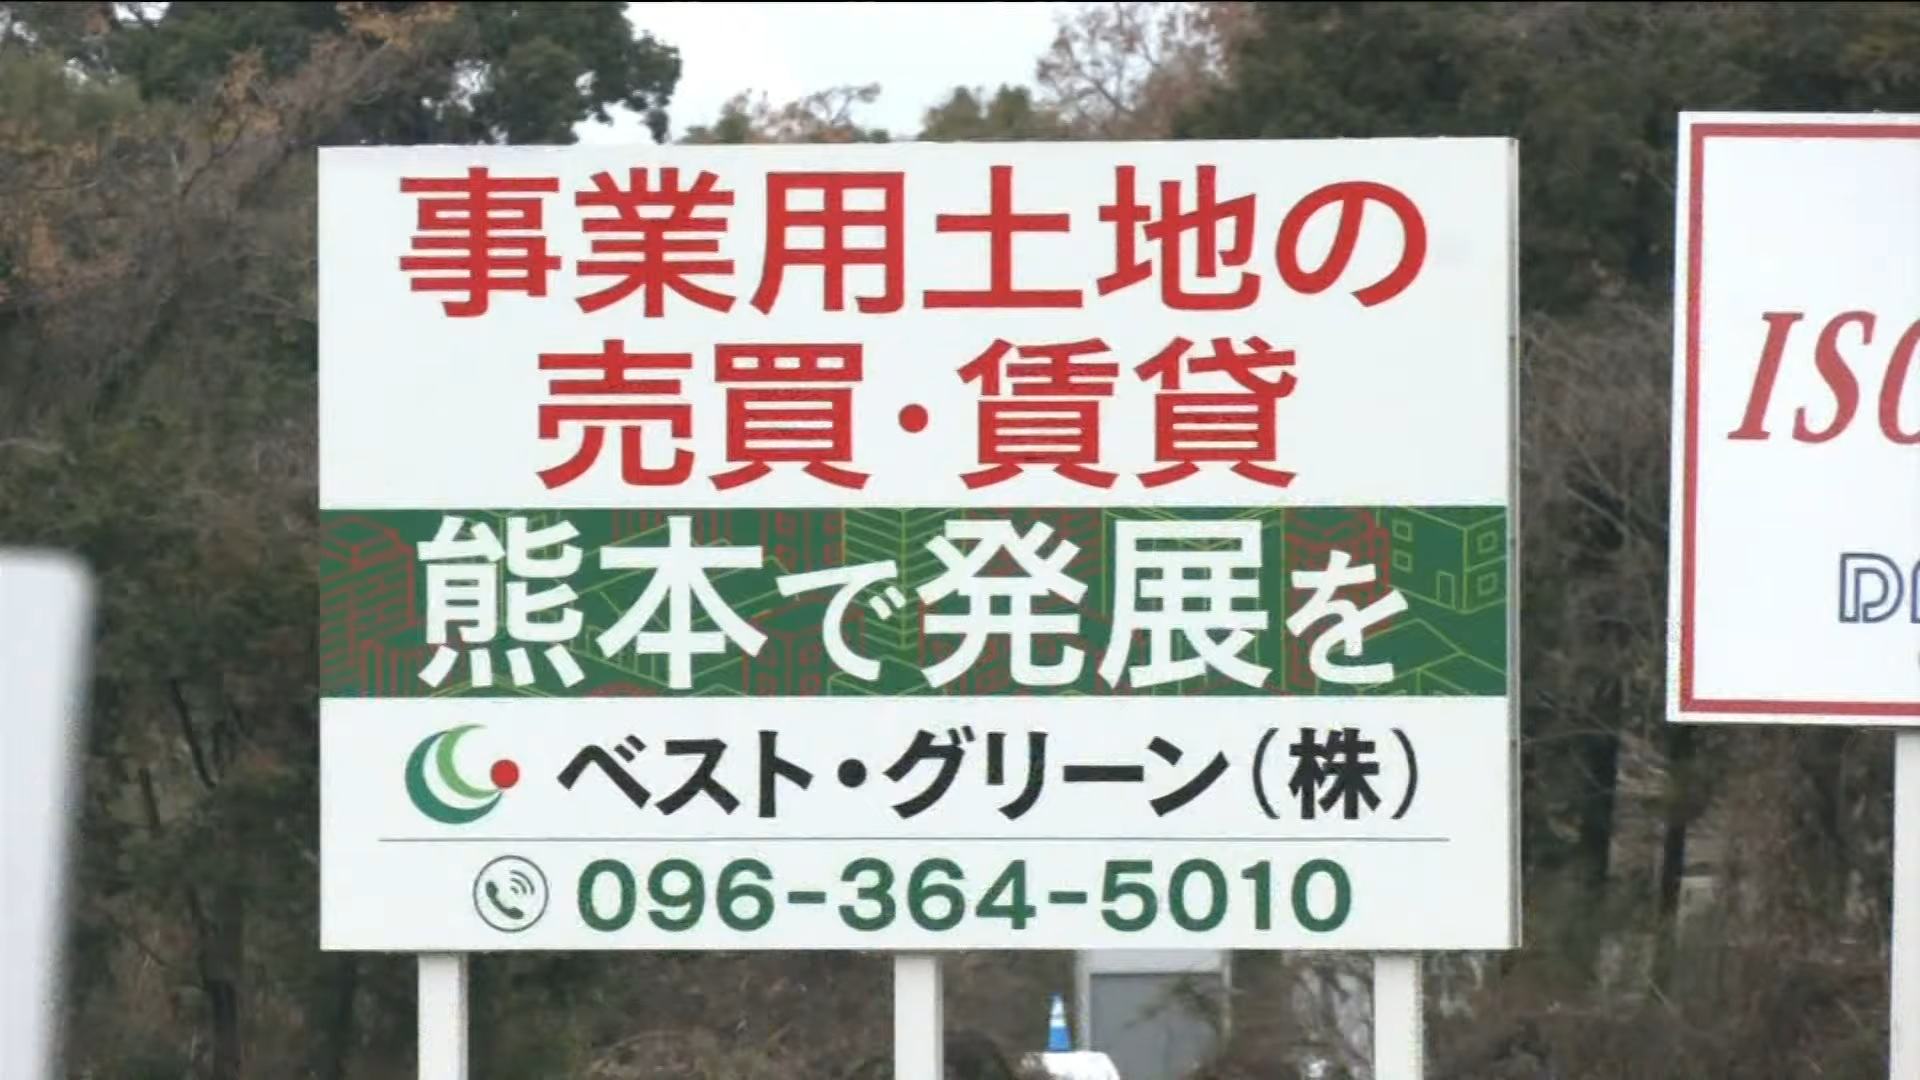 事業用土地の
売買・賃貸
熊本で発展を
ベスト・グリーン(株)
096-364-5010